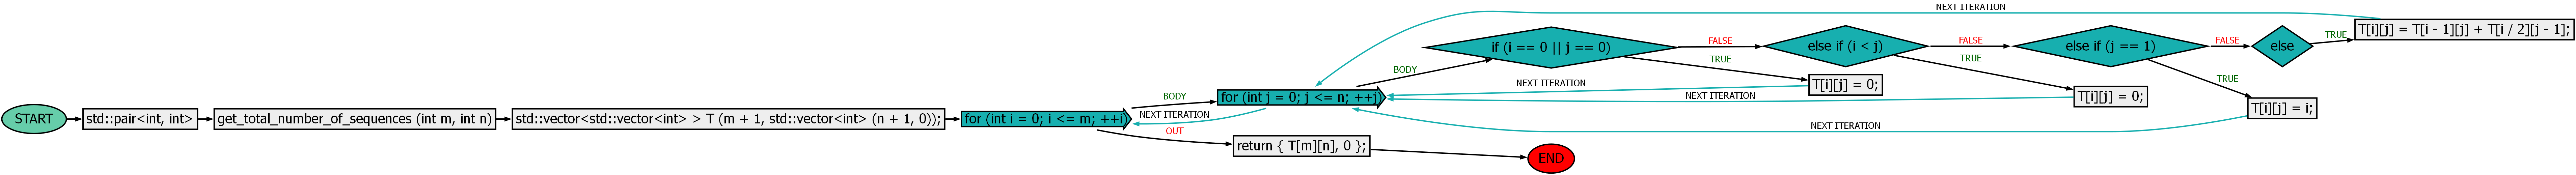 START
std::pair<int, int>
get_total_number_of_sequences (int m, int n)
std::vector<std::vector<int> > T (m + 1, std::vector<int> (n + 1, 0));
for (int i = 0; i <= m; ++i)
BODY
NEXT ITERATION
OUT
for (int j = 0; j <= n; ++j)
return { T[m][n], 0 };
END
BODY
if (i == 0 || j == 0)
FALSE
TRUE
T[i][j] = 0;
NEXT ITERATION
else if (i < j)
FALSE
TRUE
T[i][j] = 0;
NEXT ITERATION
else if (j == 1)
FALSE
TRUE
T[i][j] = i;
NEXT ITERATION
else
TRUE
T[i][j] = T[i - 1][j] + T[i / 2][j - 1];
NEXT ITERATION